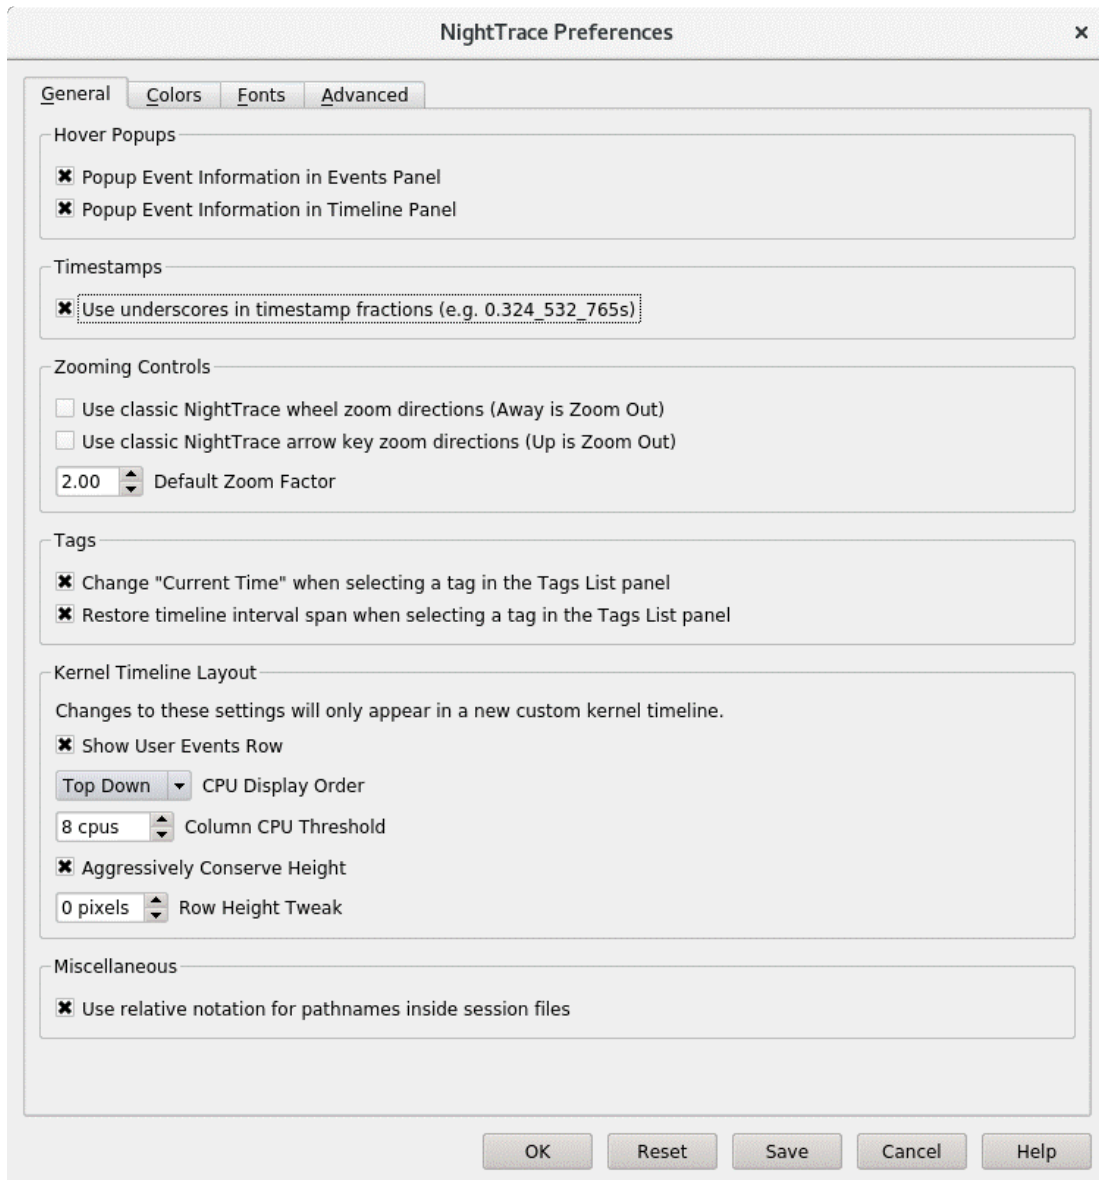 NightTrace Preferences
General Colors Fonts Advanced
Hover Popups
Popup Event Information in Events Panel
Popup Event Information in Timeline Panel
Timestamps
Use underscores in timestamp fractions (e.g. 0.324_532_765s)
Zooming Controls
Use classic NightTrace wheel zoom directions (Away is Zoom Out)
Use classic NightTrace arrow key zoom directions (Up is Zoom Out)
2.00 Default Zoom Factor
Tags
Change "Current Time" when selecting a tag in the Tags List panel
Restore timeline interval span when selecting a tag in the Tags List panel
Kernel Timeline Layout
Changes to these settings will only appear in a new custom kernel timeline.
Show User Events Row
Top Down CPU Display Order
8 cpus Column CPU Threshold
Aggressively Conserve Height
0 pixels Row Height Tweak
Miscellaneous
Use relative notation for pathnames inside session files
OK Reset Save Cancel Help